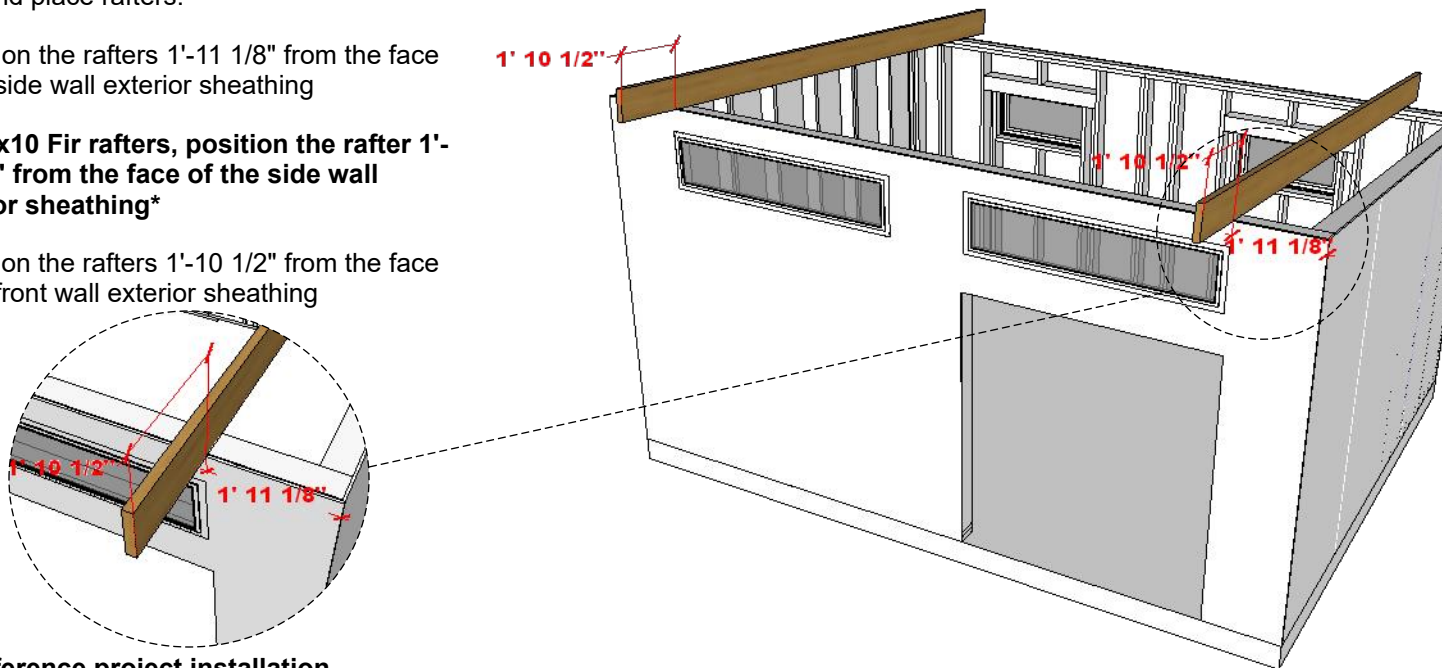 nd place rafters.
on the rafters 1'-11 1/8" from the face
side wall exterior sheathing
x10 Fir rafters, position the rafter 1'-
" from the face of the side wall
or sheathing*
on the rafters 1'-10 1/2" from the face
front wall exterior sheathing
1' 10 1/2"
1' 10 1/2"
1' 11 1/8"
1' 10 1/2"
1' 11 1/8"
ference project installation